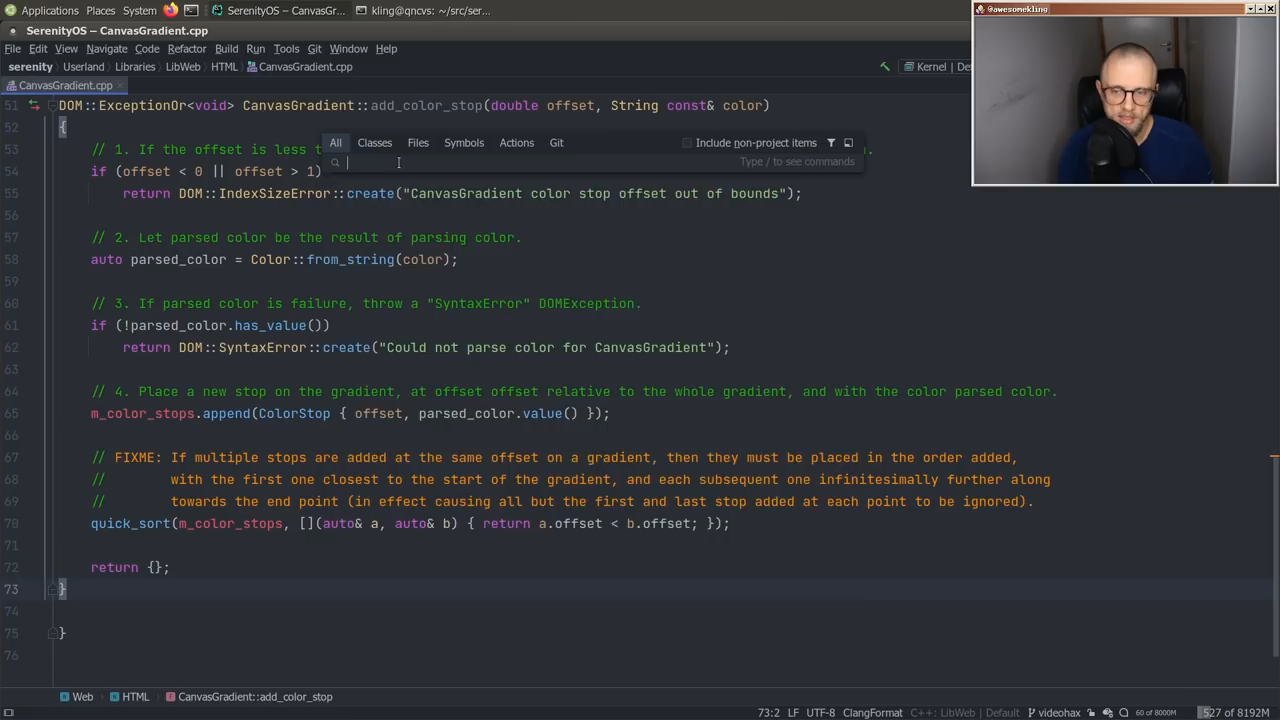 Applications Places System SerenityOS – CanvasGr... kling@qncvs: ~/src/ser...
@awesomekling
SerenityOS – CanvasGradient.cpp
File Edit View Navigate Code Refactor Build Run Tools Git Window Help
serenity Userland Libraries LibWeb HTML CanvasGradient.cpp Kernel | De
CanvasGradient.cpp
51 DOM::ExceptionOr<void> CanvasGradient::add_color_stop(double offset, String const& color)
52 {
All Classes Files Symbols Actions Git Include non-project items
Type / to see commands
53 // 1. If the offset is less t
54 if (offset < 0 || offset > 1)
55 return DOM::IndexSizeError::create("CanvasGradient color stop offset out of bounds");
56
57 // 2. Let parsed color be the result of parsing color.
58 auto parsed_color = Color::from_string(color);
59
60 // 3. If parsed color is failure, throw a "SyntaxError" DOMException.
61 if (!parsed_color.has_value())
62 return DOM::SyntaxError::create("Could not parse color for CanvasGradient");
63
64 // 4. Place a new stop on the gradient, at offset offset relative to the whole gradient, and with the color parsed color.
65 m_color_stops.append(ColorStop { offset, parsed_color.value() });
66
67 // FIXME: If multiple stops are added at the same offset on a gradient, then they must be placed in the order added,
68 // with the first one closest to the start of the gradient, and each subsequent one infinitesimally further along
69 // towards the end point (in effect causing all but the first and last stop added at each point to be ignored).
70 quick_sort(m_color_stops, [](auto& a, auto& b) { return a.offset < b.offset; });
71
72 return {};
73 }
74
75 }
76
Web HTML CanvasGradient::add_color_stop
73:2 LF UTF-8 ClangFormat C++: LibWeb | Default videohax 60 of 8000M 527 of 8192M